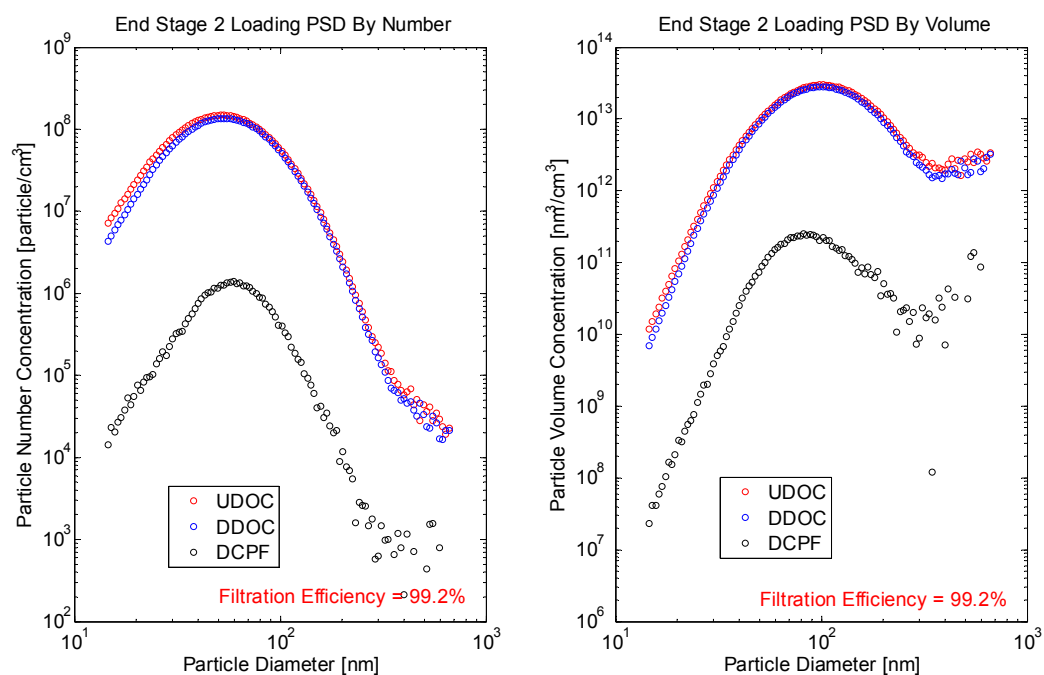 End Stage 2 Loading PSD By Number
10^9
10^8
10^7
10^6
10^5
10^4
10^3
10^2
Particle Number Concentration [particle/cm^3]
UDOC
DDOC
DCPF
Filtration Efficiency = 99.2%
10^1
10^2
10^3
Particle Diameter [nm]
End Stage 2 Loading PSD By Volume
10^14
10^13
10^12
10^11
10^10
10^9
10^8
10^7
10^6
Particle Volume Concentration [nm^3/cm^3]
UDOC
DDOC
DCPF
Filtration Efficiency = 99.2%
10^1
10^2
10^3
Particle Diameter [nm]